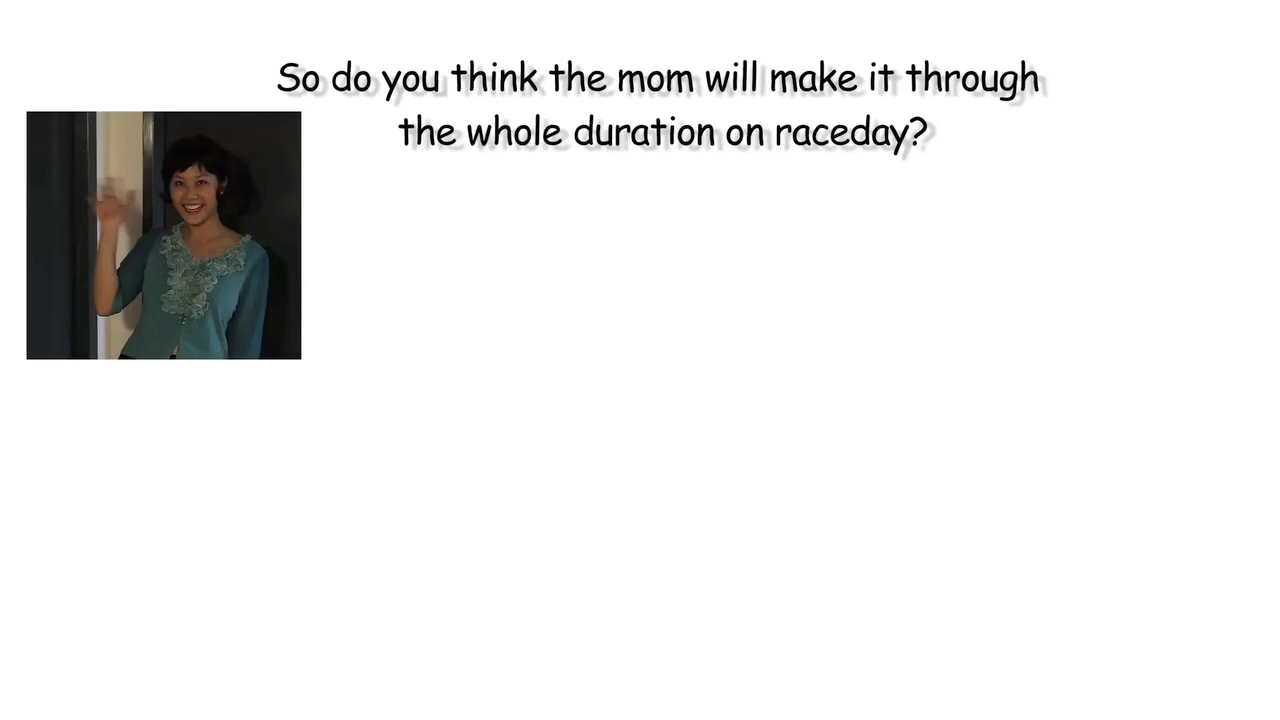 So do you think the mom will make it through
the whole duration on raceday?